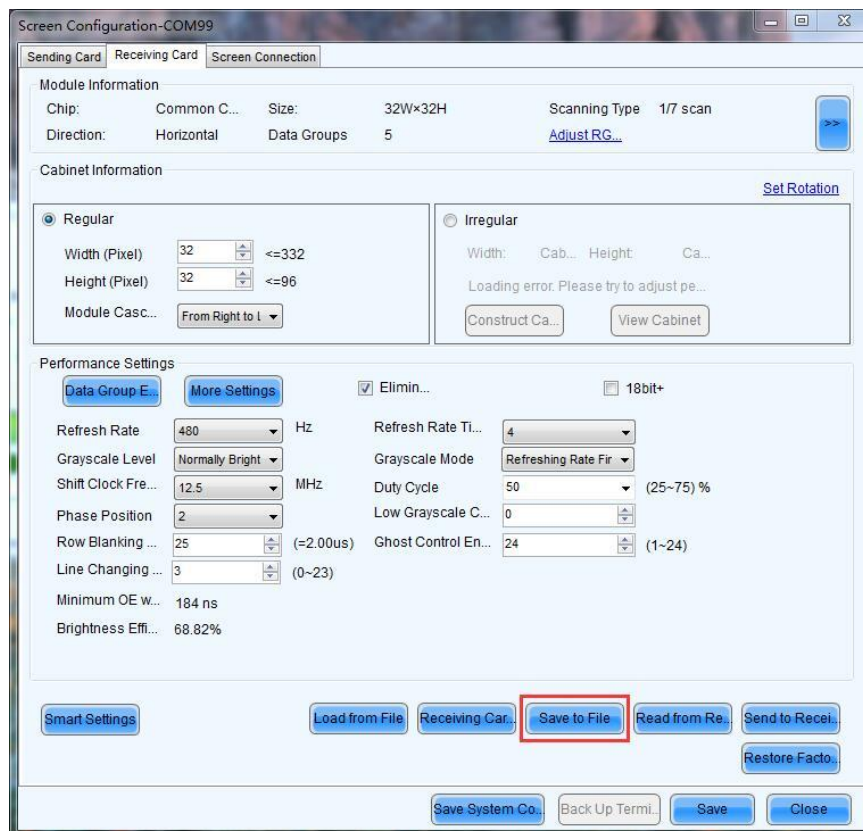 Screen Configuration-COM99
Sending Card Receiving Card Screen Connection
Module Information
Chip: Common C... Size: 32W×32H Scanning Type 1/7 scan
Direction: Horizontal Data Groups 5 Adjust RG...
>>
Cabinet Information
Set Rotation
Regular
Width (Pixel) 32 <=332
Height (Pixel) 32 <=96
Module Casc... From Right to L
Irregular
Width: Cab... Height: Ca...
Loading error. Please try to adjust pe...
Construct Ca... View Cabinet
Performance Settings
Data Group E... More Settings Elimin... 18bit+
Refresh Rate 480 Hz Refresh Rate Ti... 4
Grayscale Level Normally Bright Grayscale Mode Refreshing Rate Fir
Shift Clock Fre... 12.5 MHz Duty Cycle 50 (25~75) %
Phase Position 2 Low Grayscale C... 0
Row Blanking ... 25 (=2.00us) Ghost Control En... 24 (1~24)
Line Changing ... 3 (0~23)
Minimum OE w... 184 ns
Brightness Effi... 68.82%
Smart Settings Load from File Receiving Car... Save to File Read from Re... Send to Recei...
Restore Facto...
Save System Co... Back Up Termi... Save Close